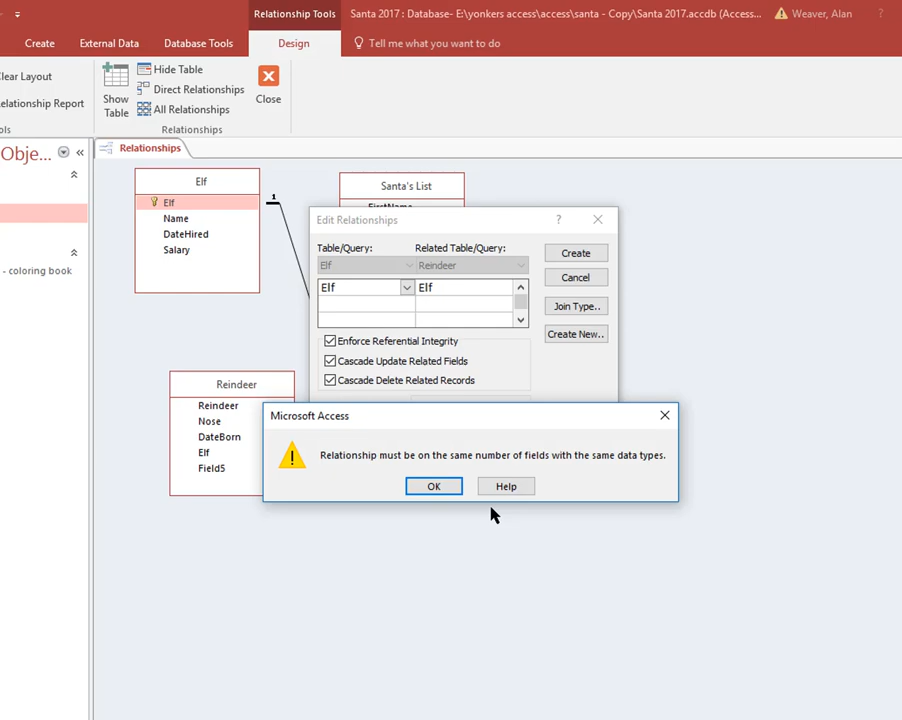 Relationship Tools
Santa 2017 : Database- E:\yonkers access\access\santa - Copy\Santa 2017.accdb (Access...
Weaver, Alan
?
Create
External Data
Database Tools
Design
Tell me what you want to do
Clear Layout
elationship Report
ols
Show
Table
Hide Table
Direct Relationships
All Relationships
Close
Relationships
Obje...
«
Relationships
- coloring book
Elf
Elf
Name
DateHired
Salary
1
Santa's List
FirstName
Reindeer
Reindeer
Nose
DateBorn
Elf
Field5
Edit Relationships
?
Table/Query:
Related Table/Query:
Elf
Reindeer
Elf
Elf
Create
Cancel
Join Type..
Create New..
Enforce Referential Integrity
Cascade Update Related Fields
Cascade Delete Related Records
Microsoft Access
Relationship must be on the same number of fields with the same data types.
OK
Help